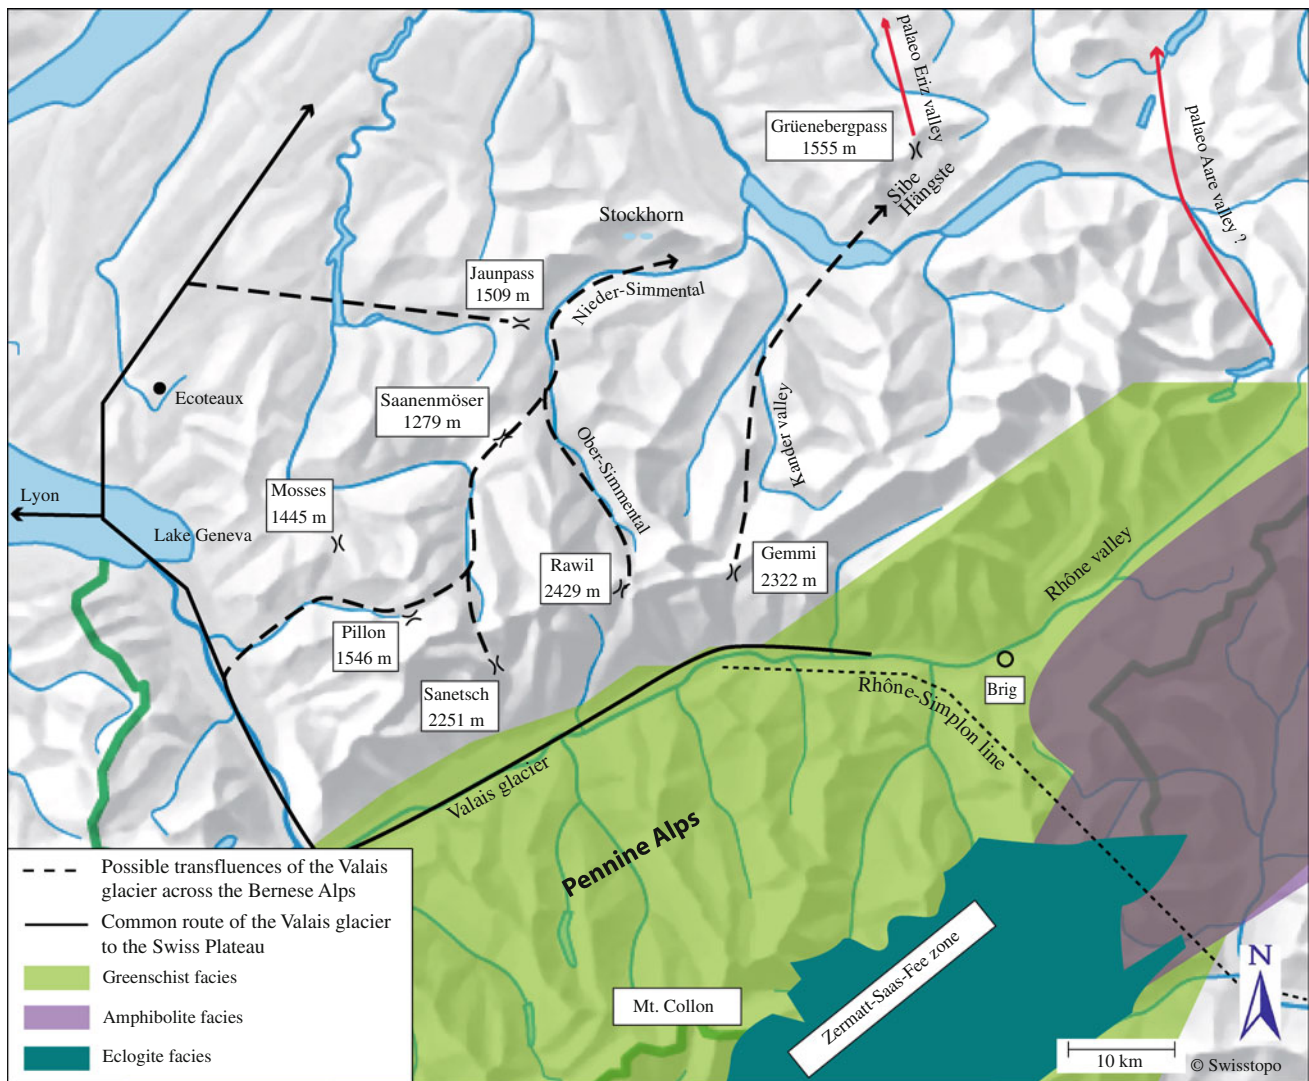 palaeo Eriz valley
Grüenebergpass
1555 m
palaeo Aare valley ?
Sibe
Hängste
Stockhorn
Jaunpass
1509 m
Nieder-Simmental
Ecoteaux
Saanenmöser
1279 m
Ober-Simmental
Kander valley
Lyon
Mosses
1445 m
Lake Geneva
Rawil
2429 m
Gemmi
2322 m
Rhône valley
Pillon
1546 m
Sanetsch
2251 m
Brig
Rhône-Simplon line
Valais glacier
Pennine Alps
Zermatt-Saas-Fee zone
Mt. Collon
Possible transfluences of the Valais
glacier across the Bernese Alps
Common route of the Valais glacier
to the Swiss Plateau
Greenschist facies
Amphibolite facies
Eclogite facies
N
10 km
© Swisstopo